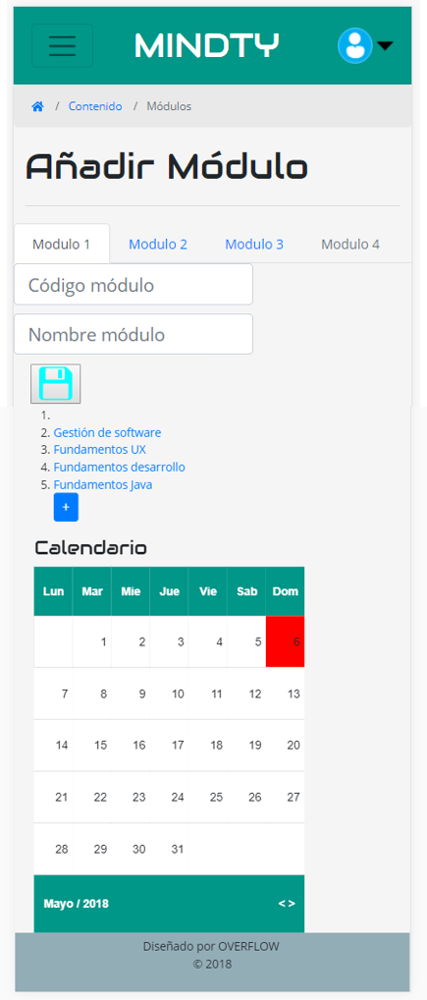 MINDTY
/ Contenido / Módulos
Añadir Módulo
Modulo 1 Modulo 2 Modulo 3 Modulo 4
Código módulo
Nombre módulo
1.
2. Gestión de software
3. Fundamentos UX
4. Fundamentos desarrollo
5. Fundamentos Java
+
Calendario
Lun Mar Mie Jue Vie Sab Dom
1 2 3 4 5 6
7 8 9 10 11 12 13
14 15 16 17 18 19 20
21 22 23 24 25 26 27
28 29 30 31
Mayo / 2018 < >
Diseñado por OVERFLOW
© 2018